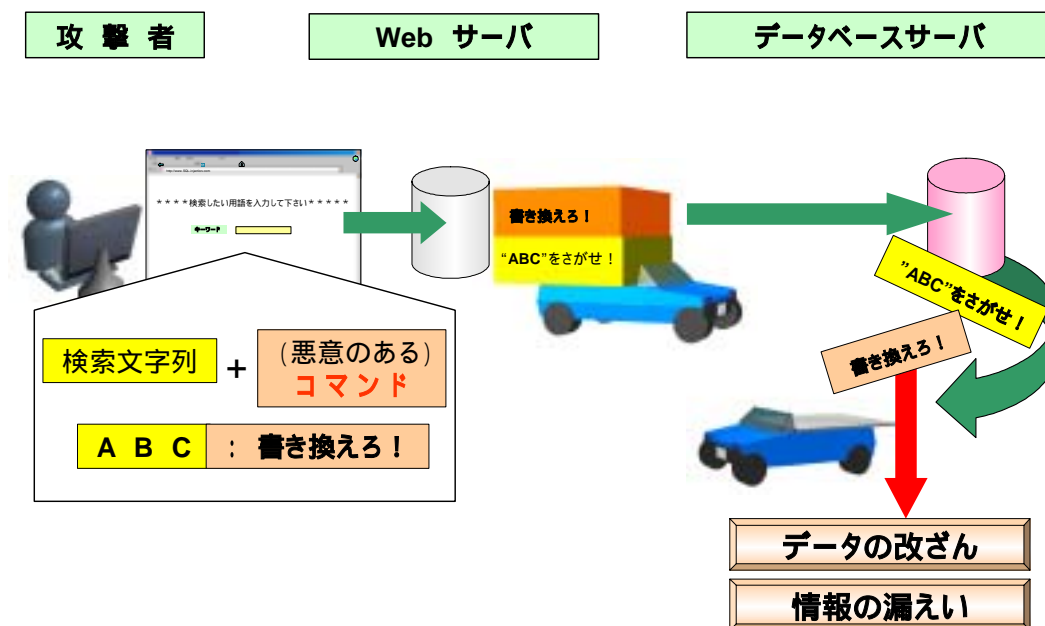 攻 撃 者
Web サーバ
データベースサーバ
****検索したい用語を入力して下さい*****
キーワード
書き換えろ！
“ABC”をさがせ！
”ABC”をさがせ！
書き換えろ！
検索文字列
+
(悪意のある)
コマンド
A B C : 書き換えろ！
データの改ざん
情報の漏えい